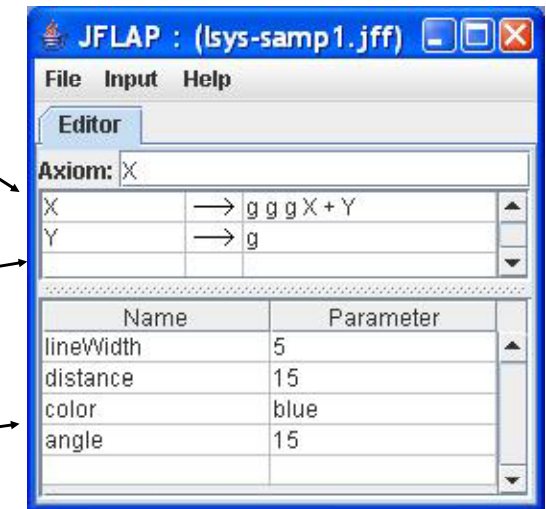 JFLAP : (lsys-samp1.jff)
File Input Help
Editor
Axiom: X
X → g g g X + Y
Y → g
Name Parameter
lineWidth 5
distance 15
color blue
angle 15